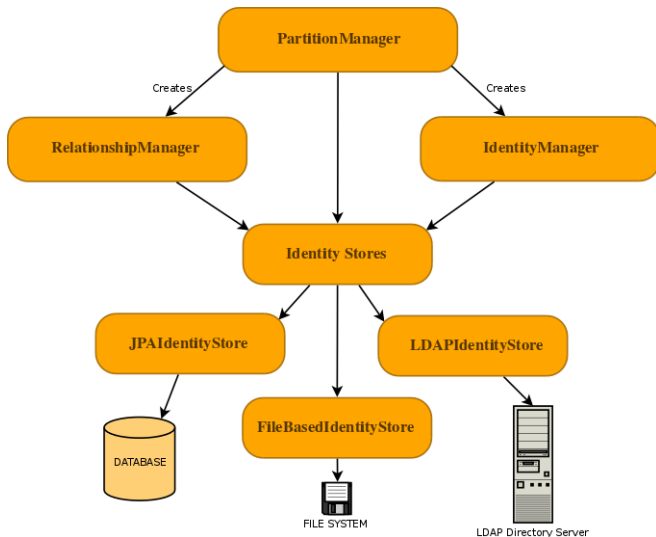 PartitionManager
Creates
Creates
RelationshipManager
IdentityManager
Identity Stores
JPAIdentityStore
LDAPIdentityStore
FileBasedIdentityStore
DATABASE
FILE SYSTEM
LDAP Directory Server